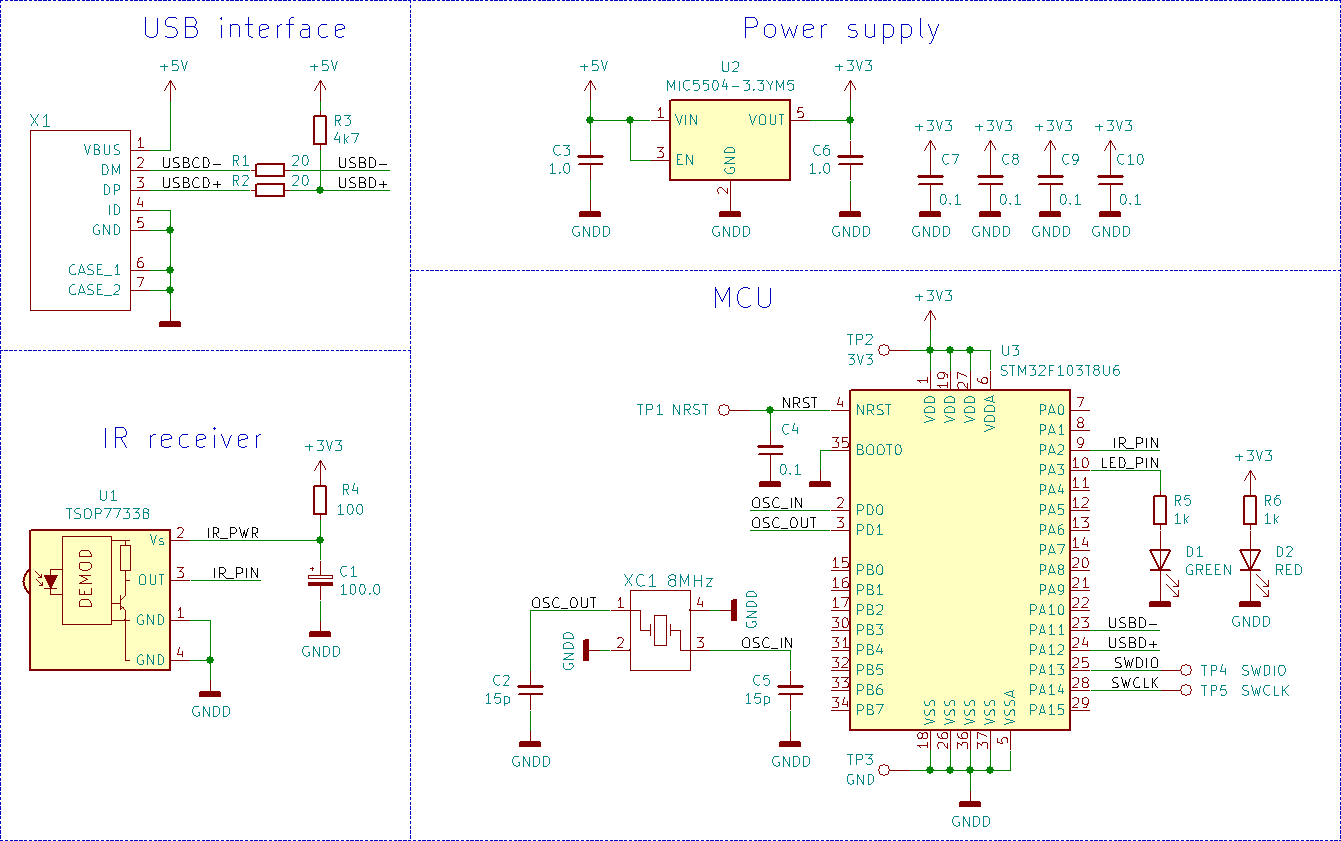 USB interface
+5V
+5V
X1
R3
4k7
VBUS 1
DM 2 USBCD- R1 20 USBD-
DP 3 USBCD+ R2 20 USBD+
ID 4
GND 5
CASE_1 6
CASE_2 7
Power supply
+5V
U2
MIC5504-3.3YM5
+3V3
1 VIN VOUT 5
3 EN
GND
2
C3
1.0
C6
1.0
GNDD
GNDD
GNDD
+3V3 +3V3 +3V3 +3V3
C7 C8 C9 C10
0.1 0.1 0.1 0.1
GNDD GNDD GNDD GNDD
IR receiver
+3V3
R4
100
U1
TSOP77338
DEMOD
Vs 2 IR_PWR
OUT 3 IR_PIN
GND 1
GND 4
C1
100.0
+
GNDD
GNDD
MCU
+3V3
TP2
3V3
U3
STM32F103T8U6
1 19 27 6
VDD VDD VDD VDDA
TP1 NRST
NRST 4 NRST
C4
0.1
35 BOOT0
OSC_IN 2 PD0
OSC_OUT 3 PD1
15 PB0
16 PB1
17 PB2
30 PB3
31 PB4
32 PB5
33 PB6
34 PB7
PA0 7
PA1 8
PA2 9 IR_PIN
PA3 10 LED_PIN
PA4 11
PA5 12
PA6 13
PA7 14
PA8 20
PA9 21
PA10 22
PA11 23 USBD-
PA12 24 USBD+
PA13 25 SWDIO TP4 SWDIO
PA14 28 SWCLK TP5 SWCLK
PA15 29
VSS VSS VSS VSS VSSA
18 26 36 37 5
TP3
GND
GNDD
+3V3
R5
1k
R6
1k
D1
GREEN
D2
RED
GNDD
XC1 8MHz
OSC_OUT 1
4 GNDD
GNDD 2
3 OSC_IN
C2
15p
C5
15p
GNDD
GNDD